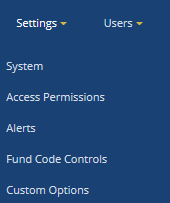 Settings Users
System
Access Permissions
Alerts
Fund Code Controls
Custom Options